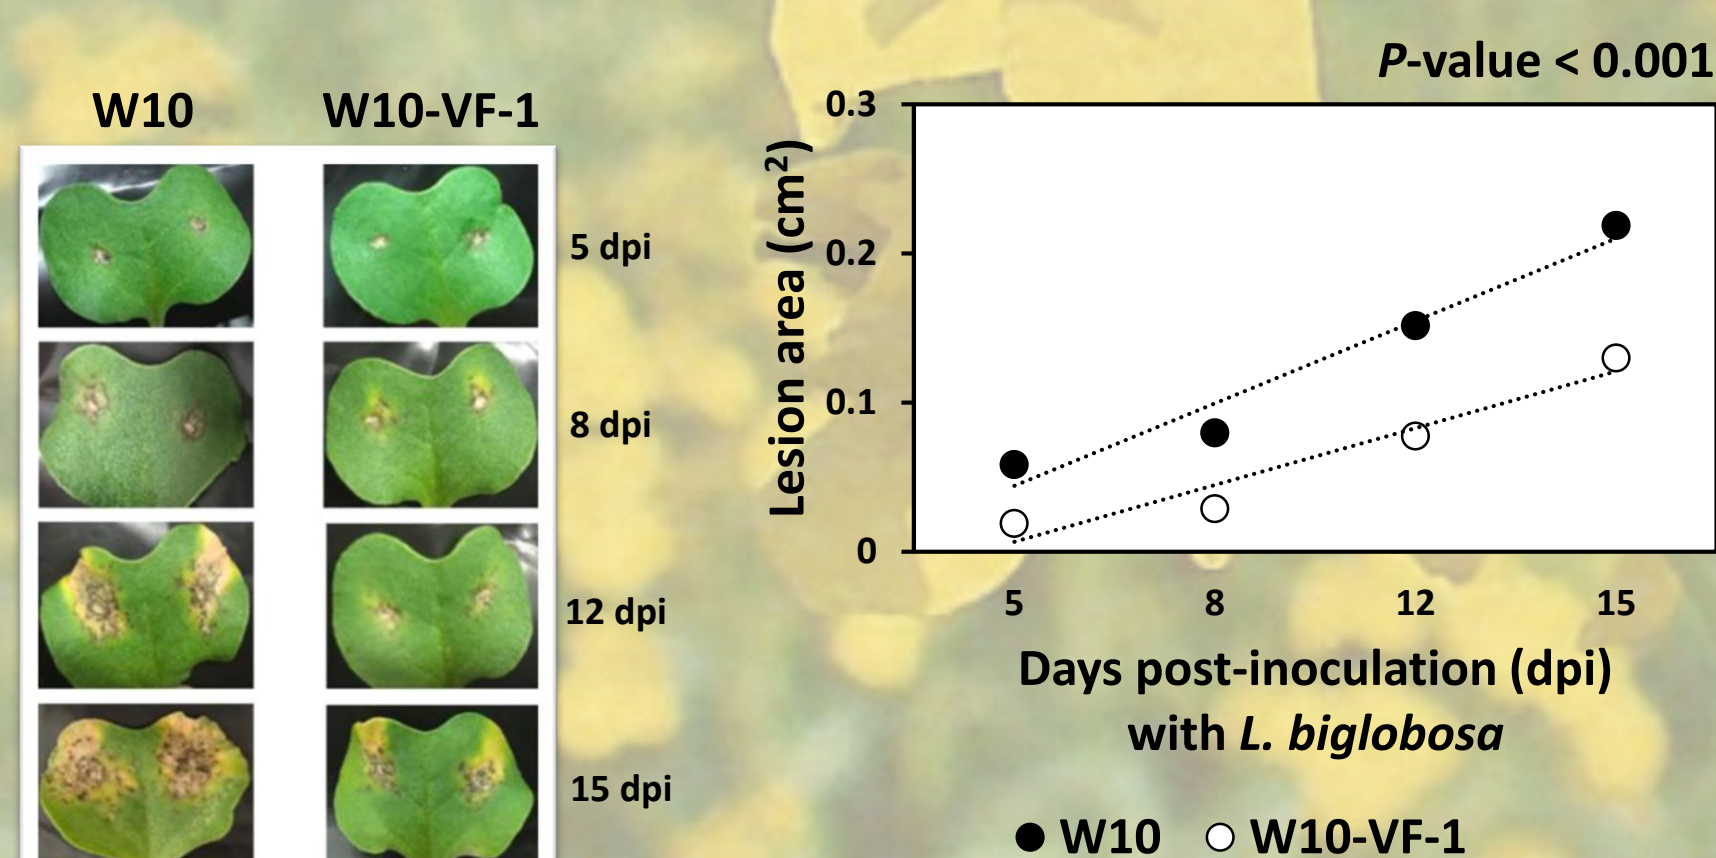 W10 W10-VF-1
5 dpi
8 dpi
12 dpi
15 dpi
P-value < 0.001
Lesion area (cm²)
0.3
0.2
0.1
0
5 8 12 15
Days post-inoculation (dpi)
with L. biglobosa
W10 W10-VF-1